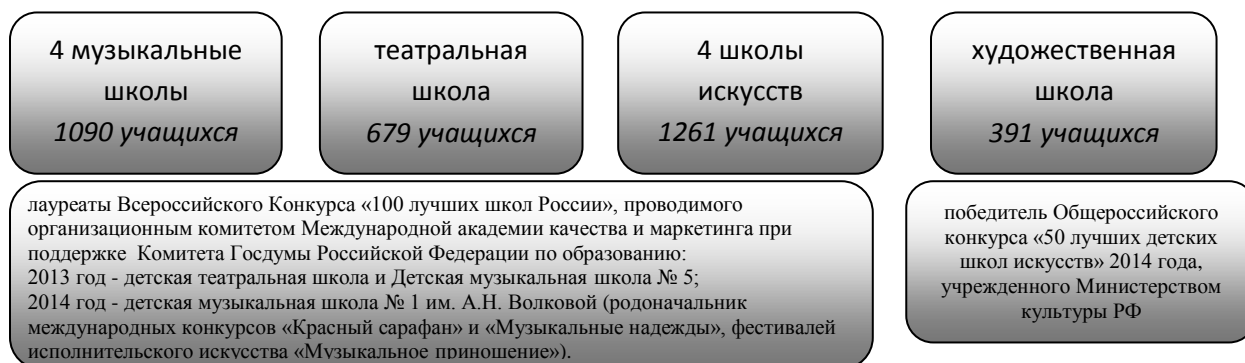 4 музыкальные
школы
1090 учащихся
театральная
школа
679 учащихся
4 школы
искусств
1261 учащихся
художественная
школа
391 учащихся
лауреаты Всероссийского Конкурса «100 лучших школ России», проводимого
организационным комитетом Международной академии качества и маркетинга при
поддержке Комитета Госдумы Российской Федерации по образованию:
2013 год - детская театральная школа и Детская музыкальная школа № 5;
2014 год - детская музыкальная школа № 1 им. А.Н. Волковой (родоначальник
международных конкурсов «Красный сарафан» и «Музыкальные надежды», фестивалей
исполнительского искусства «Музыкальное приношение»).
победитель Общероссийского
конкурса «50 лучших детских
школ искусств» 2014 года,
учрежденного Министерством
культуры РФ